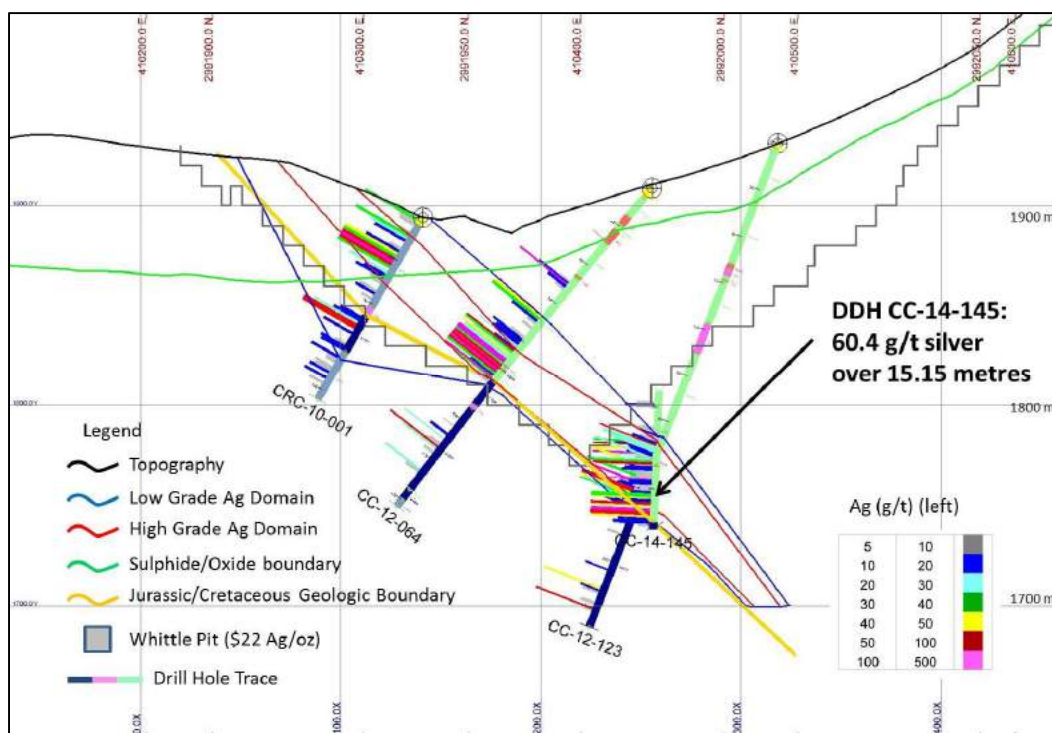 410200.0 E
2991900.0 N
410300.0 E
2991950.0 N
410400.0 E
2992000.0 N
410500.0 E
2992050.0 N
1900 m
DDH CC-14-145:
60.4 g/t silver
over 15.15 metres
CRC-10-001
1800 m
Legend
Topography
Low Grade Ag Domain
High Grade Ag Domain
Sulphide/Oxide boundary
Jurassic/Cretaceous Geologic Boundary
Whittle Pit ($22 Ag/oz)
Drill Hole Trace
CC-12-064
CC-14-145
CC-12-123
Ag (g/t) (left)
5 10
10 20
20 30
30 40
40 50
50 100
100 500
1700 m